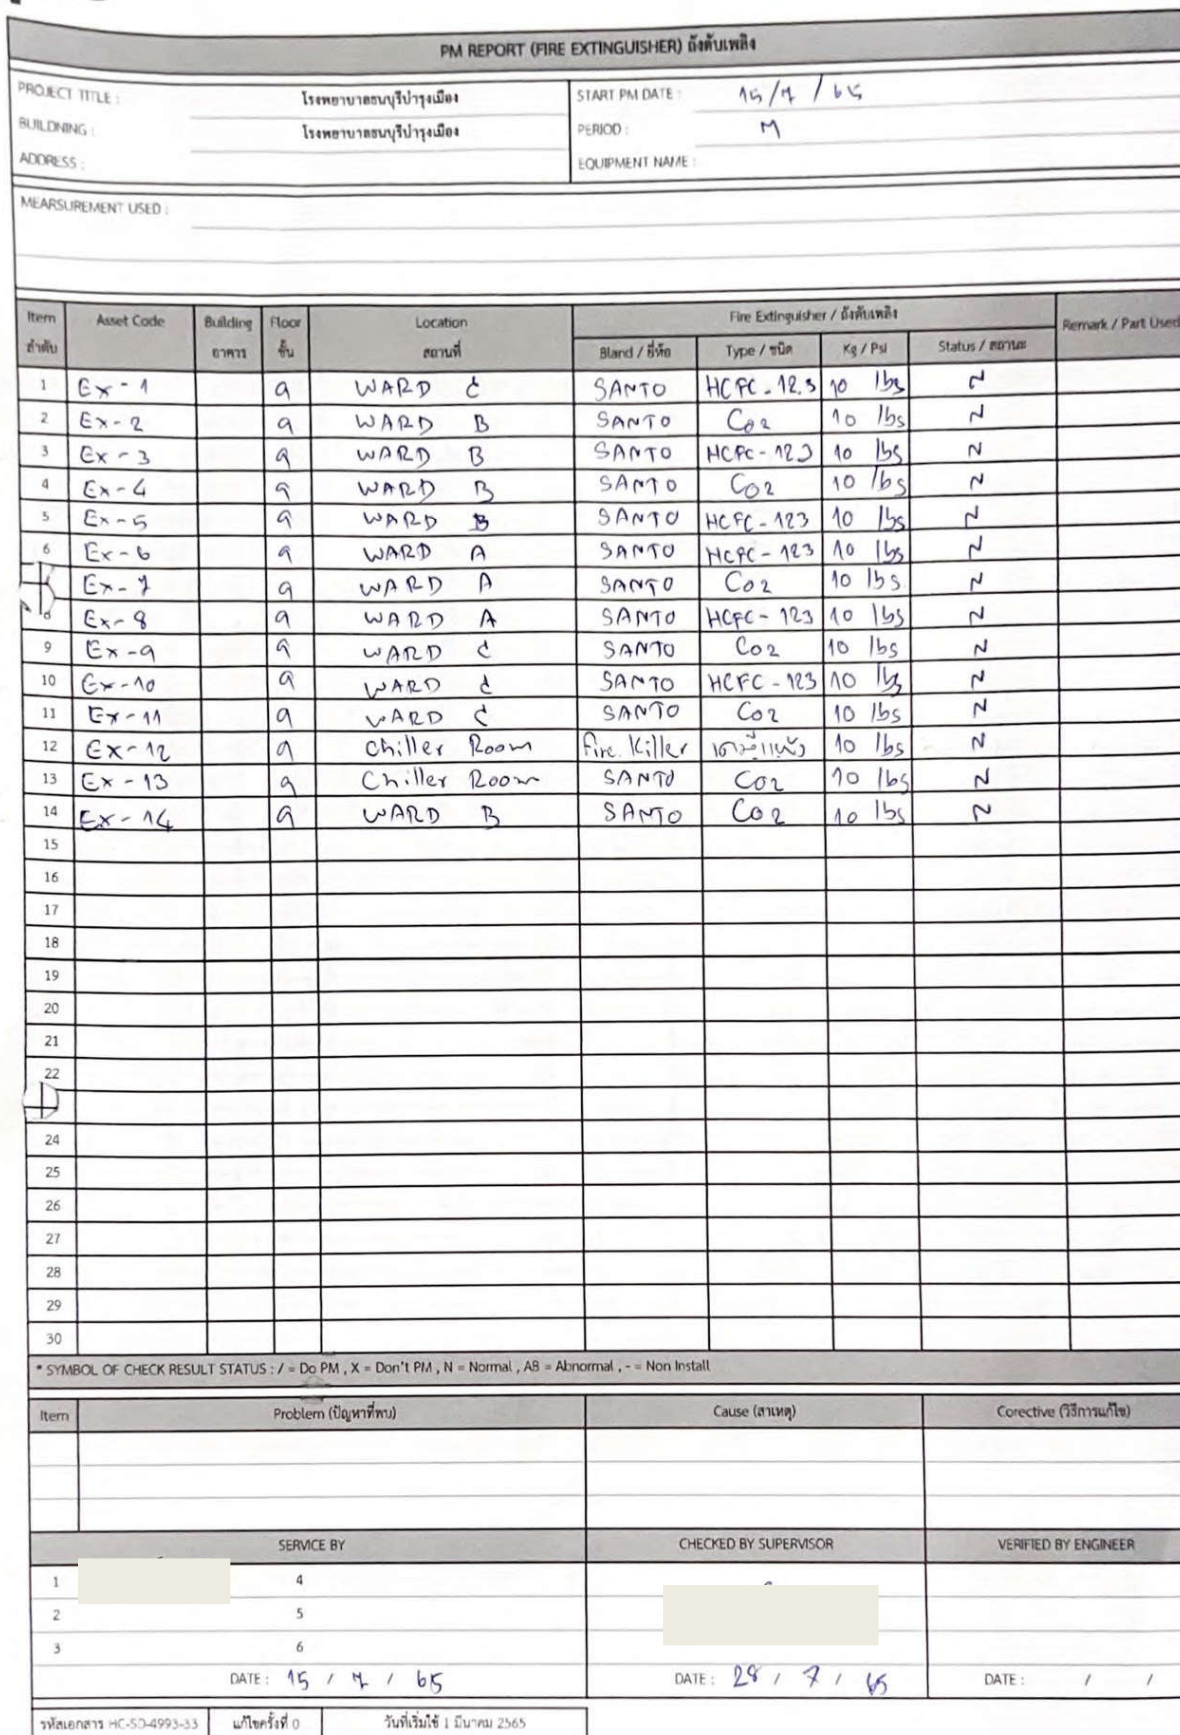 PM REPORT (FIRE EXTINGUISHER) ถังดับเพลิง
PROJECT TITLE : โรงพยาบาลธนบุรีบำรุงเมือง START PM DATE : 15/7/65
BUILDNING : โรงพยาบาลธนบุรีบำรุงเมือง PERIOD : M
ADDRESS : EQUIPMENT NAME :
MEARSUREMENT USED :
Item Asset Code Building Floor Location Fire Extinguisher / ถังดับเพลิง Remark / Part Used
ลำดับ อาคาร ชั้น สถานที่ Bland / ยี่ห้อ Type / ชนิด Kg / Psi Status / สถานะ
1 Ex-1 9 WARD C SANTO HCFC-123 10 lbs N
2 Ex-2 9 WARD B SANTO Co2 10 lbs N
3 Ex-3 9 WARD B SANTO HCFC-123 10 lbs N
4 Ex-4 9 WARD B SANTO Co2 10 lbs N
5 Ex-5 9 WARD B SANTO HCFC-123 10 lbs N
6 Ex-6 9 WARD A SANTO HCFC-123 10 lbs N
Ex-7 9 WARD A SANTO Co2 10 lbs N
8 Ex-8 9 WARD A SANTO HCFC-123 10 lbs N
9 Ex-9 9 WARD C SANTO Co2 10 lbs N
10 Ex-10 9 WARD C SANTO HCFC-123 10 lbs N
11 Ex-11 9 WARD C SANTO Co2 10 lbs N
12 Ex-12 9 Chiller Room Fire Killer เคมีแห้ง 10 lbs N
13 Ex-13 9 Chiller Room SANTO Co2 10 lbs N
14 Ex-14 9 WARD B SANTO Co2 10 lbs N
15
16
17
18
19
20
21
22
24
25
26
27
28
29
30
* SYMBOL OF CHECK RESULT STATUS : / = Do PM , X = Don't PM , N = Normal , AB = Abnormal , - = Non Install
Item Problem (ปัญหาที่พบ) Cause (สาเหตุ) Corective (วิธีการแก้ไข)
SERVICE BY CHECKED BY SUPERVISOR VERIFIED BY ENGINEER
1 4
2 5
3 6
DATE : 15 / 7 / 65 DATE : 28 / 7 / 65 DATE : / /
รหัสเอกสาร HC-SD-4993-33 แก้ไขครั้งที่ 0 วันที่เริ่มใช้ 1 มีนาคม 2565